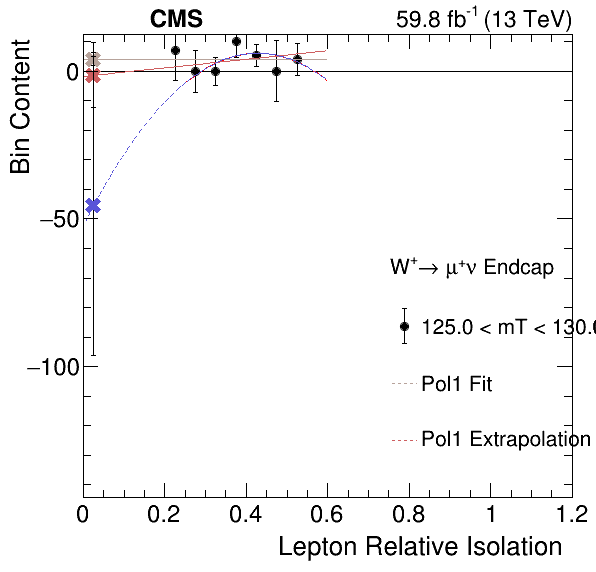 CMS
59.8 fb⁻¹ (13 TeV)
Bin Content
0
−50
−100
W⁺→ μ⁺ν Endcap
125.0 < mT < 130.0
Pol1 Fit
Pol1 Extrapolation
0 0.2 0.4 0.6 0.8 1 1.2
Lepton Relative Isolation